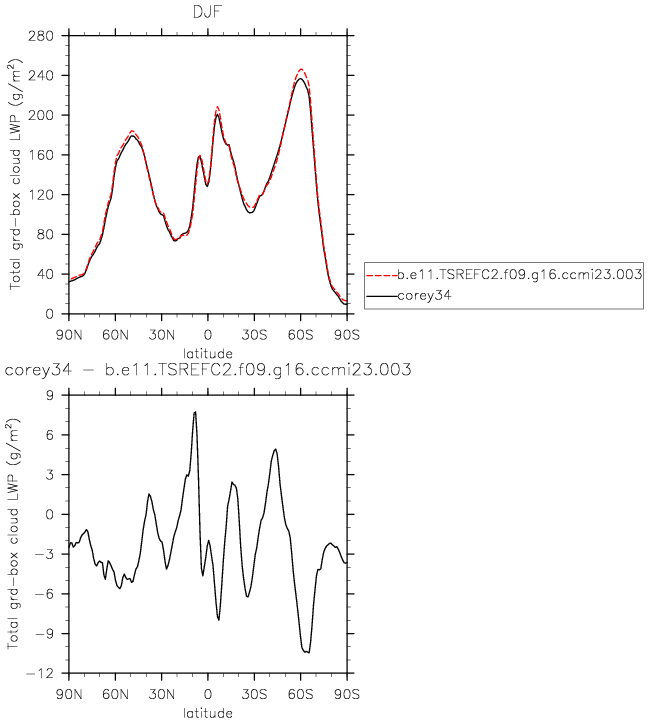 DJF
Total grd-box cloud LWP (g/m²)
280
240
200
160
120
80
40
0
90N 60N 30N 0 30S 60S 90S
latitude
b.e11.TSREFC2.f09.g16.ccmi23.003
corey34
corey34 - b.e11.TSREFC2.f09.g16.ccmi23.003
Total grd-box cloud LWP (g/m²)
9
6
3
0
-3
-6
-9
-12
90N 60N 30N 0 30S 60S 90S
latitude